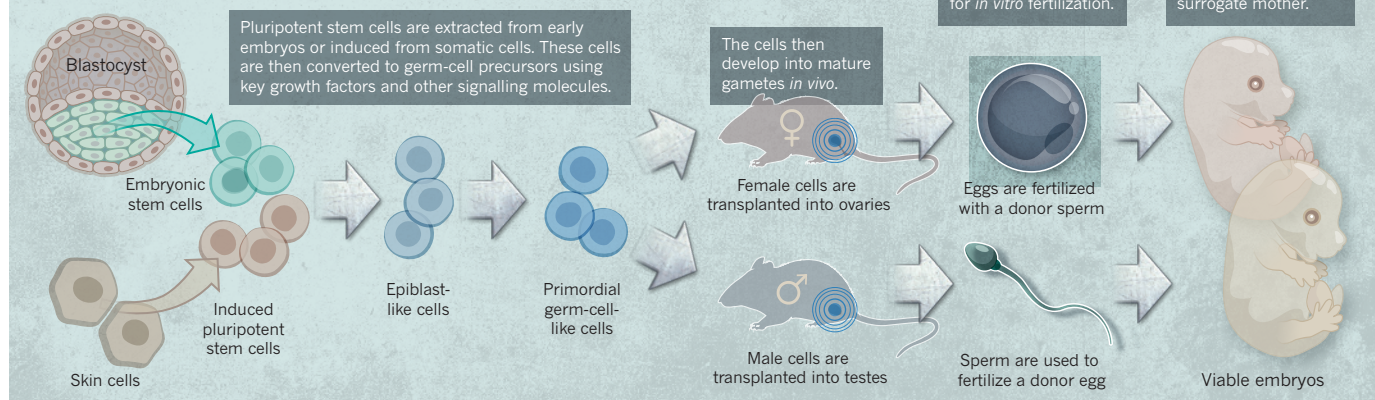 for in vitro fertilization.
surrogate mother.
Pluripotent stem cells are extracted from early
embryos or induced from somatic cells. These cells
are then converted to germ-cell precursors using
key growth factors and other signalling molecules.
The cells then
develop into mature
gametes in vivo.
Blastocyst
Embryonic
stem cells
Induced
pluripotent
stem cells
Skin cells
Epiblast-
like cells
Primordial
germ-cell-
like cells
Female cells are
transplanted into ovaries
Male cells are
transplanted into testes
Eggs are fertilized
with a donor sperm
Sperm are used to
fertilize a donor egg
Viable embryos